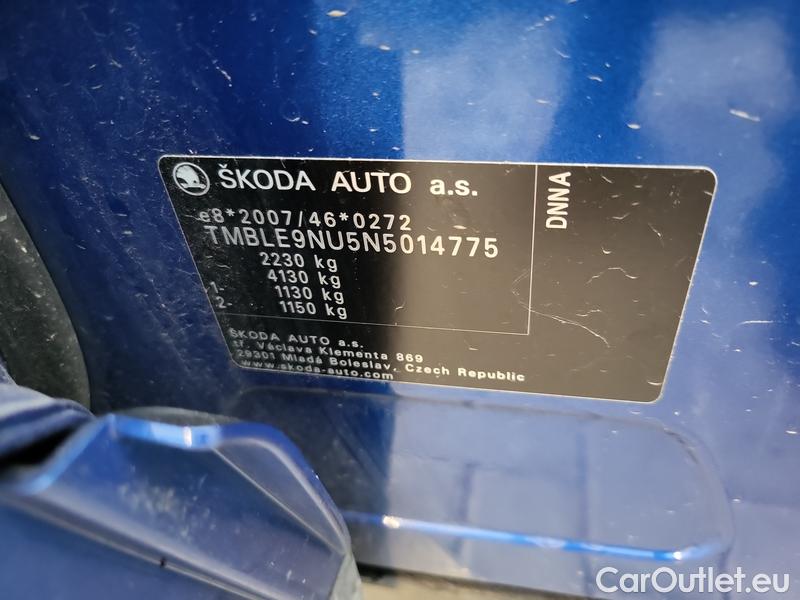 ŠKODA AUTO a.s.
e8*2007/46*0272
TMBLE9NU5N5014775
2230 kg
4130 kg
1- 1130 kg
2- 1150 kg
DNNA
ŠKODA AUTO a.s.
tř. Václava Klementa 869
29301 Mladá Boleslav, Czech Republic
www.skoda-auto.com
CarOutlet.eu